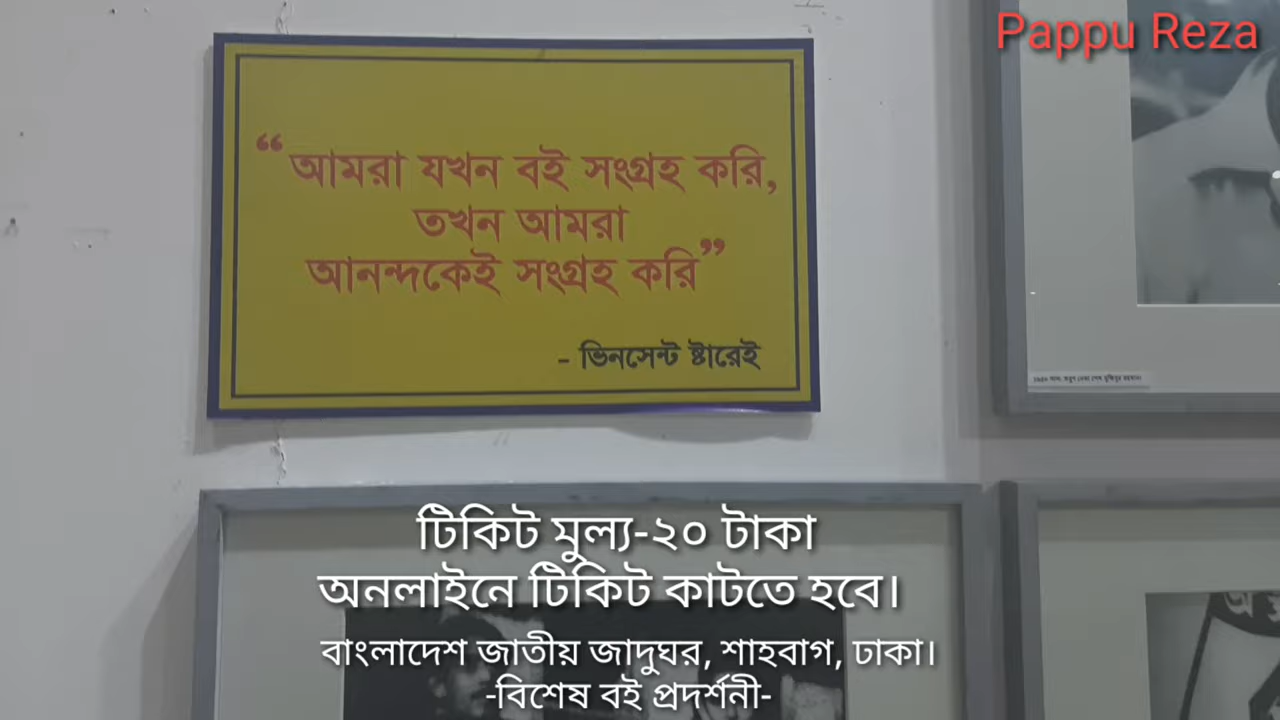 Pappu Reza
“আমরা যখন বই সংগ্রহ করি,
তখন আমরা
আনন্দকেই সংগ্রহ করি”
- ভিনসেন্ট ষ্টারেই
টিকিট মুল্য-২০ টাকা
অনলাইনে টিকিট কাটতে হবে।
বাংলাদেশ জাতীয় জাদুঘর, শাহবাগ, ঢাকা।
-বিশেষ বই প্রদর্শনী-